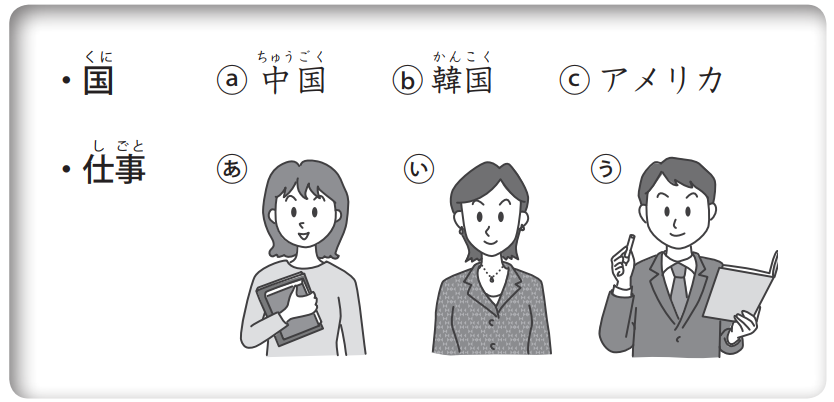 くに ちゅうごく かんこく
・国 ⓐ 中国 ⓑ 韓国 ⓒ アメリカ
しごと
・仕事 あ い う